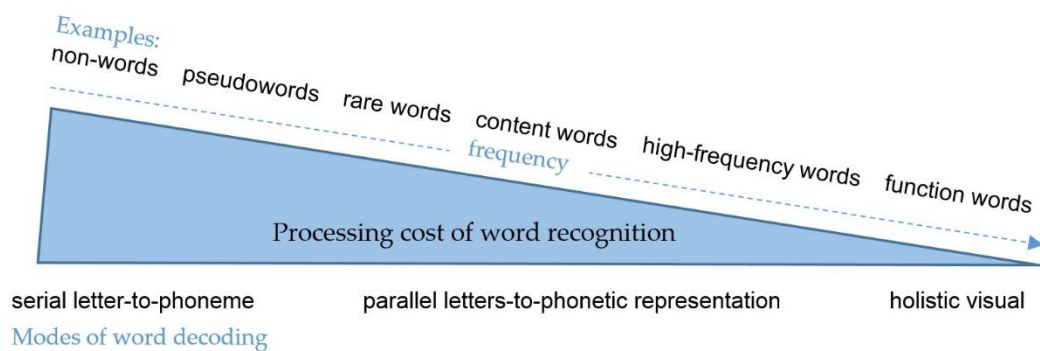 Examples:
non-words pseudowords rare words content words high-frequency words function words
frequency
Processing cost of word recognition
serial letter-to-phoneme parallel letters-to-phonetic representation holistic visual
Modes of word decoding